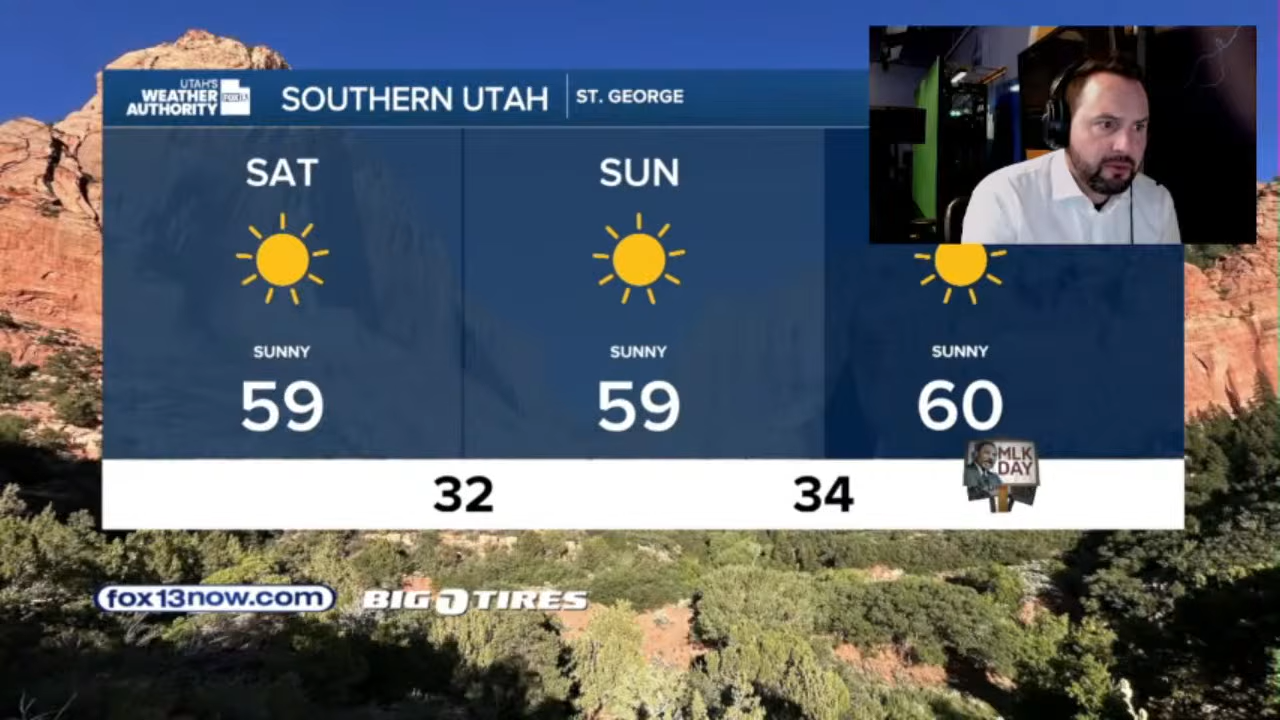 UTAH'S
WEATHER
AUTHORITY
FOX13
SOUTHERN UTAH
ST. GEORGE
SAT
SUN
SUNNY
SUNNY
SUNNY
59
59
60
32
34
MLK
DAY
fox13now.com
BIG O TIRES